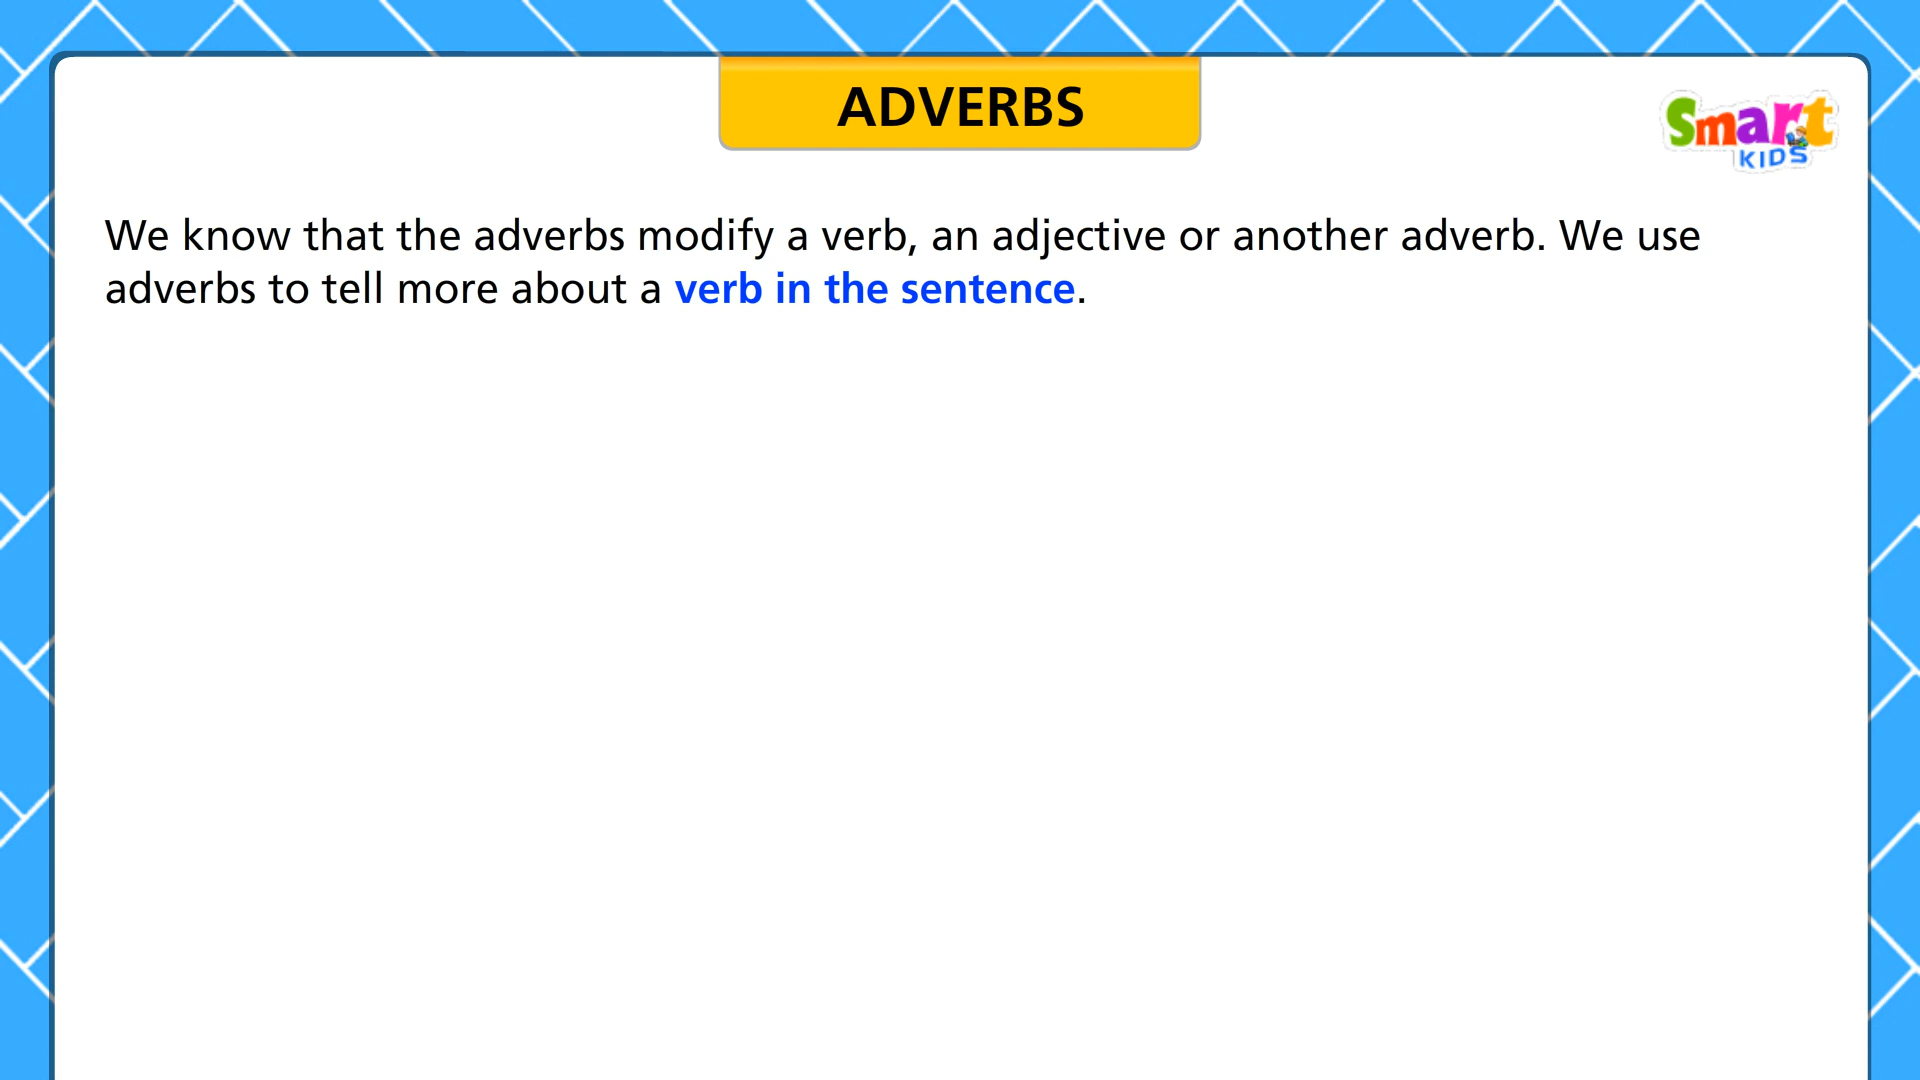 ADVERBS
Smart
KIDS
We know that the adverbs modify a verb, an adjective or another adverb. We use
adverbs to tell more about a verb in the sentence.